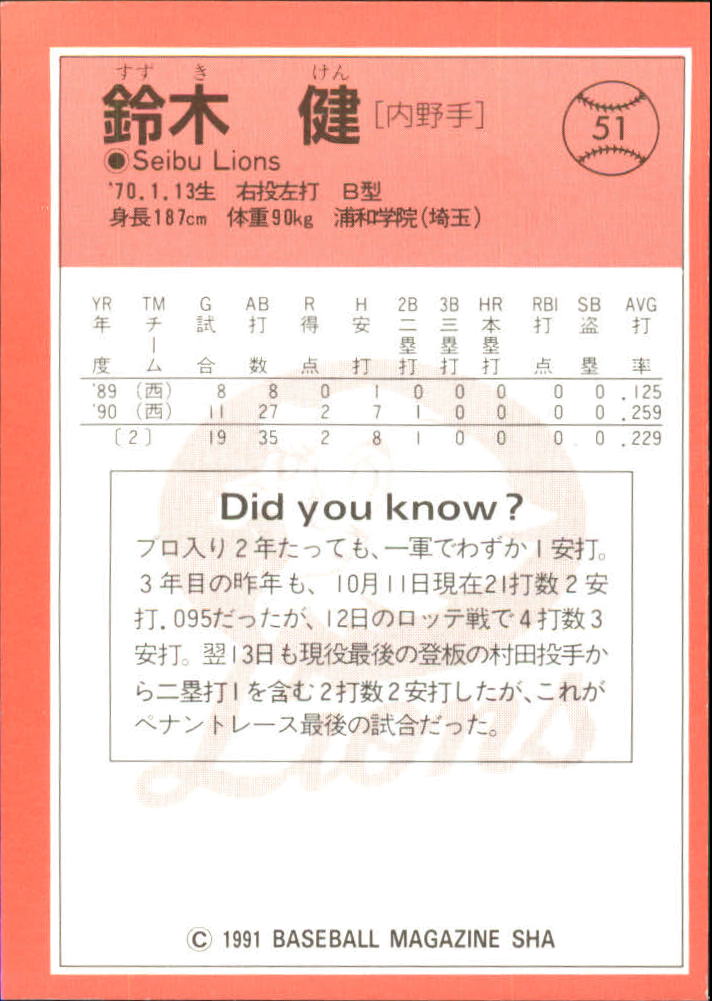 すず き けん
鈴木 健 [内野手] 51
●Seibu Lions
'70.1.13生 右投左打 B型
身長187cm 体重90kg 浦和学院(埼玉)
YR TM G AB R H 2B 3B HR RBI SB AVG
年度 チーム 試合 打数 得点 安打 二塁打 三塁打 本塁打 打点 盗塁 打率
'89 (西) 8 8 0 1 0 0 0 0 0 .125
'90 (西) 11 27 2 7 1 0 0 0 0 .259
〔2〕 19 35 2 8 1 0 0 0 0 .229
Did you know?
プロ入り2年たっても、一軍でわずか1安打。
3年目の昨年も、10月11日現在21打数2安
打.095だったが、12日のロッテ戦で4打数3
安打。翌13日も現役最後の登板の村田投手か
ら二塁打1を含む2打数2安打したが、これが
ペナントレース最後の試合だった。
Lions
© 1991 BASEBALL MAGAZINE SHA